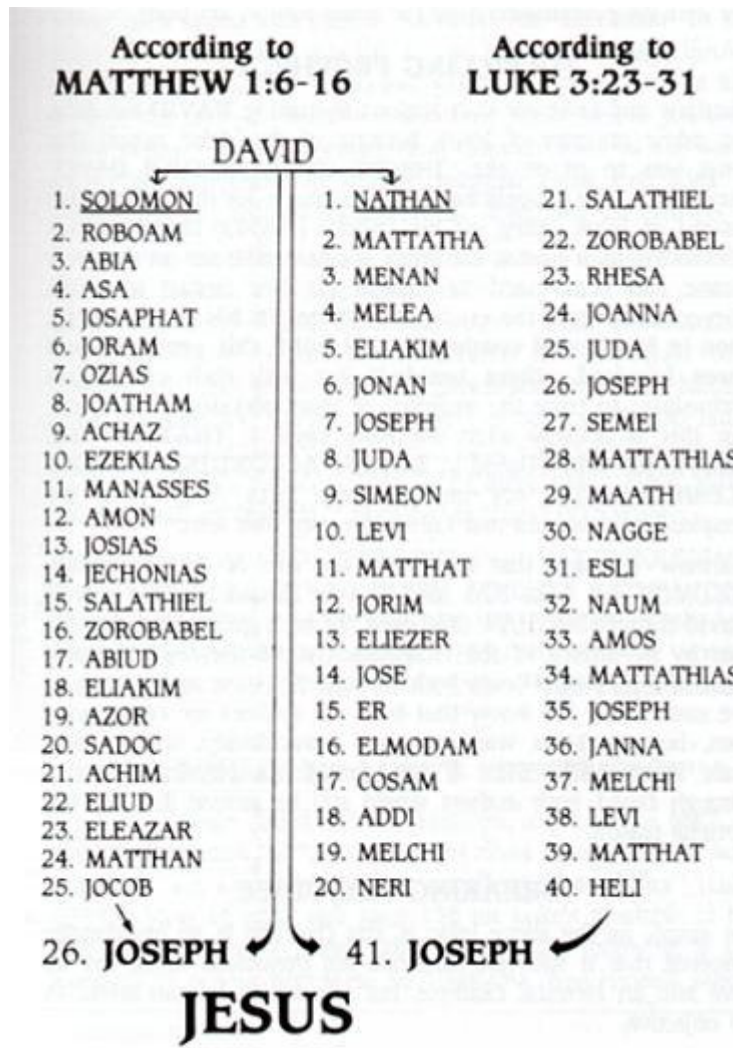 According to
MATTHEW 1:6-16
According to
LUKE 3:23-31
DAVID
1. SOLOMON
2. ROBOAM
3. ABIA
4. ASA
5. JOSAPHAT
6. JORAM
7. OZIAS
8. JOATHAM
9. ACHAZ
10. EZEKIAS
11. MANASSES
12. AMON
13. JOSIAS
14. JECHONIAS
15. SALATHIEL
16. ZOROBABEL
17. ABIUD
18. ELIAKIM
19. AZOR
20. SADOC
21. ACHIM
22. ELIUD
23. ELEAZAR
24. MATTHAN
25. JOCOB
26. JOSEPH
1. NATHAN
2. MATTATHA
3. MENAN
4. MELEA
5. ELIAKIM
6. JONAN
7. JOSEPH
8. JUDA
9. SIMEON
10. LEVI
11. MATTHAT
12. JORIM
13. ELIEZER
14. JOSE
15. ER
16. ELMODAM
17. COSAM
18. ADDI
19. MELCHI
20. NERI
21. SALATHIEL
22. ZOROBABEL
23. RHESA
24. JOANNA
25. JUDA
26. JOSEPH
27. SEMEI
28. MATTATHIAS
29. MAATH
30. NAGGE
31. ESLI
32. NAUM
33. AMOS
34. MATTATHIAS
35. JOSEPH
36. JANNA
37. MELCHI
38. LEVI
39. MATTHAT
40. HELI
41. JOSEPH
JESUS